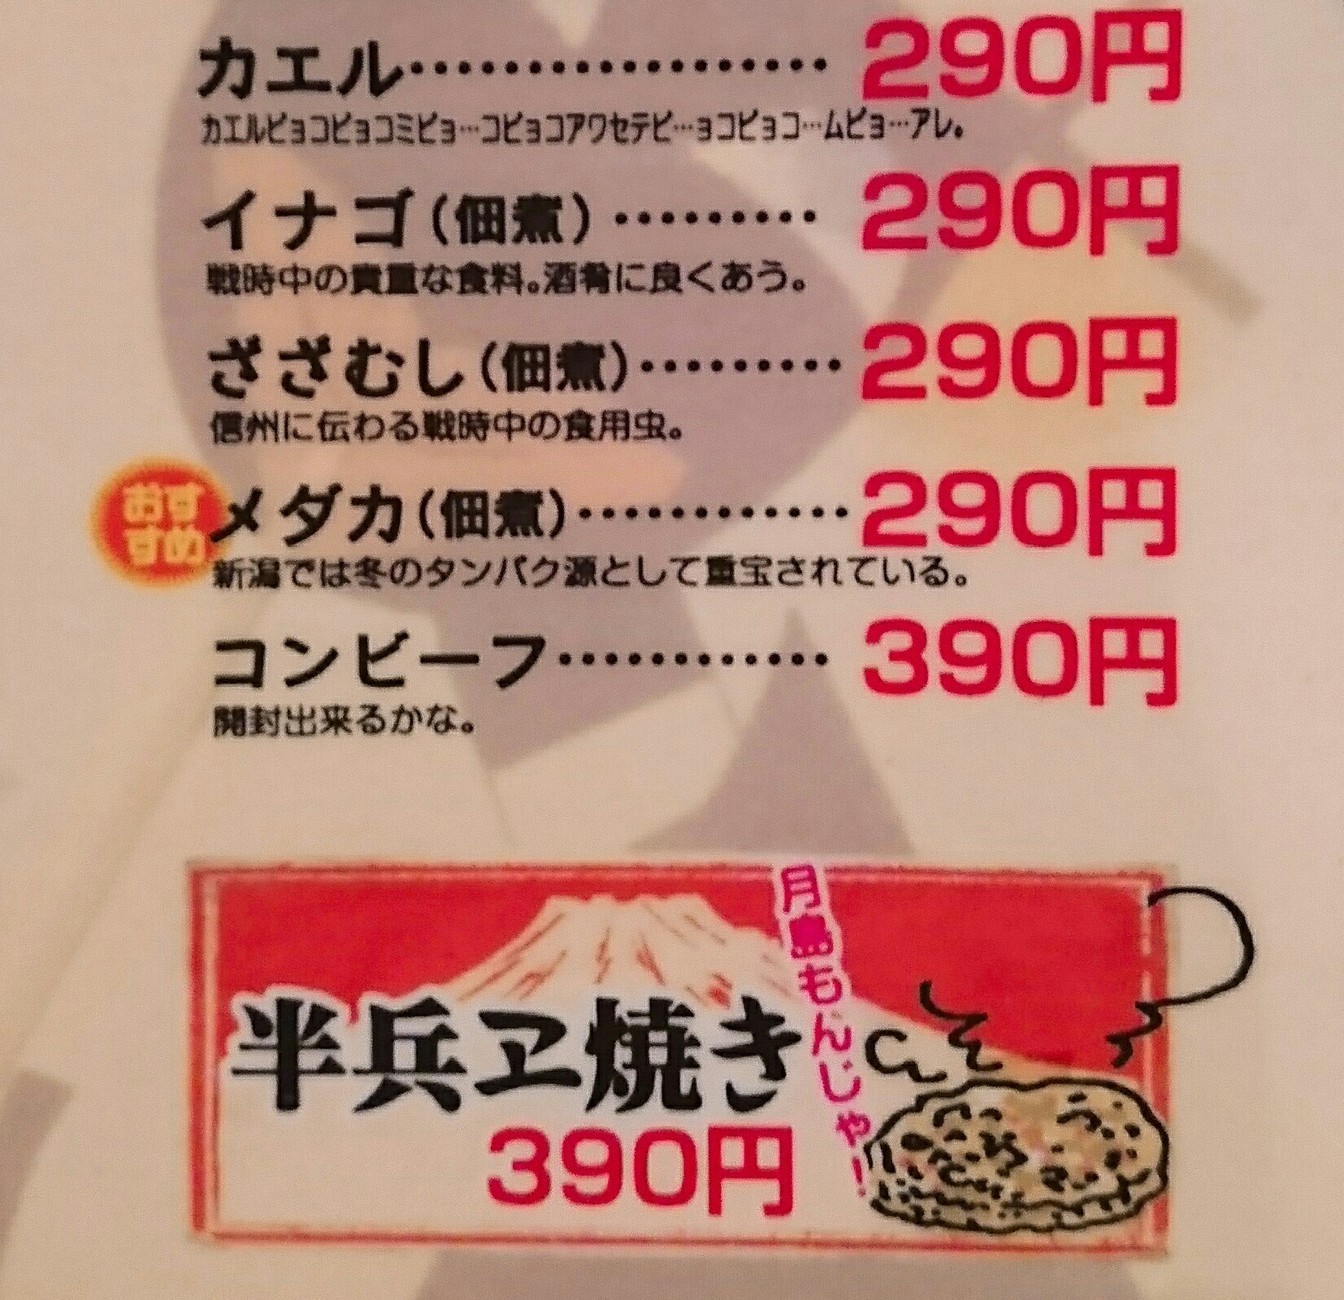 カエル・・・・・・・・・・・・・・・・・・・290円
カエルピョコピョコミピョ…コピョコアワセテピ…ョコピョコ…ムピョ…アレ。
イナゴ(佃煮)・・・・・・・・・290円
戦時中の貴重な食料。酒肴に良くあう。
ざざむし(佃煮)・・・・・・・・・290円
信州に伝わる戦時中の食用虫。
おす
すめ
メダカ(佃煮)・・・・・・・・・・・・290円
新潟では冬のタンパク源として重宝されている。
コンビーフ・・・・・・・・・・・・390円
開封出来るかな。
月島もんじゃ!
半兵ヱ焼き
390円